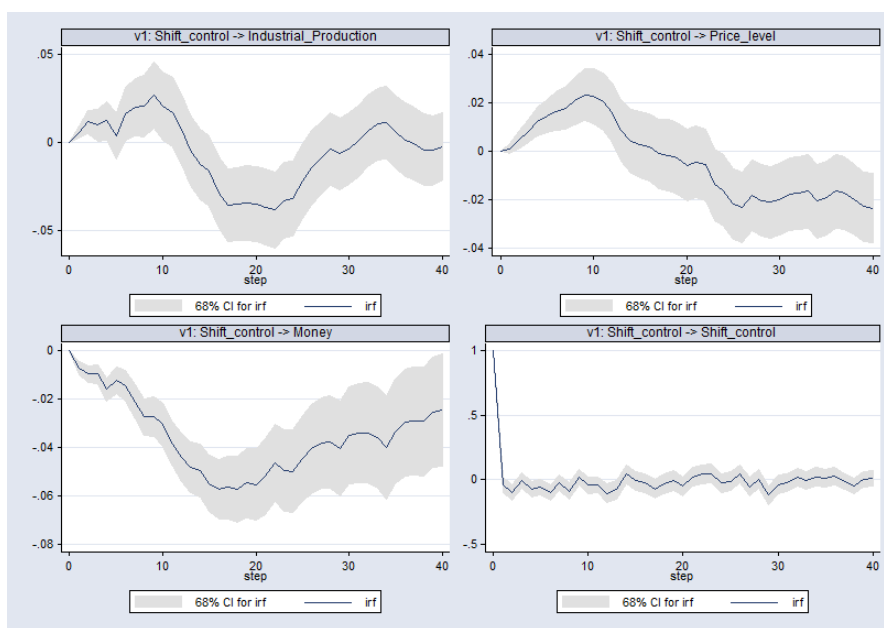 v1: Shift_control -> Industrial_Production
.05
0
-.05
0
10
20
30
40
step
68% CI for irf
irf
v1: Shift_control -> Price_level
.04
.02
0
-.02
-.04
0
10
20
30
40
step
68% CI for irf
irf
v1: Shift_control -> Money
0
-.02
-.04
-.06
-.08
0
10
20
30
40
step
68% CI for irf
irf
v1: Shift_control -> Shift_control
1
.5
0
-.5
0
10
20
30
40
step
68% CI for irf
irf